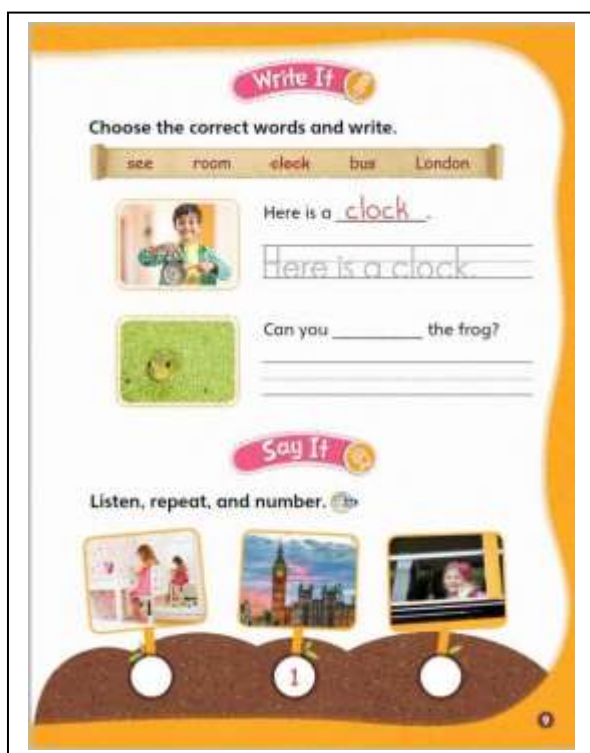 Write It
Choose the correct words and write.
see room clock bus London
Here is a clock.
Here is a clock.
Can you __________ the frog?
Say It
Listen, repeat, and number.
1
9